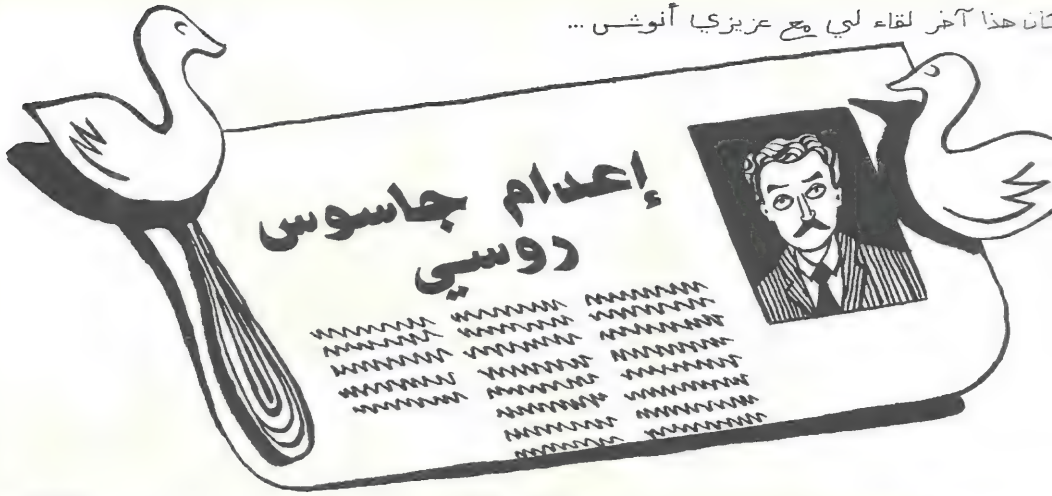 كان هذا آخر لقاء لي مع عزيزي أنوش...
إعدام جاسوس
روسي